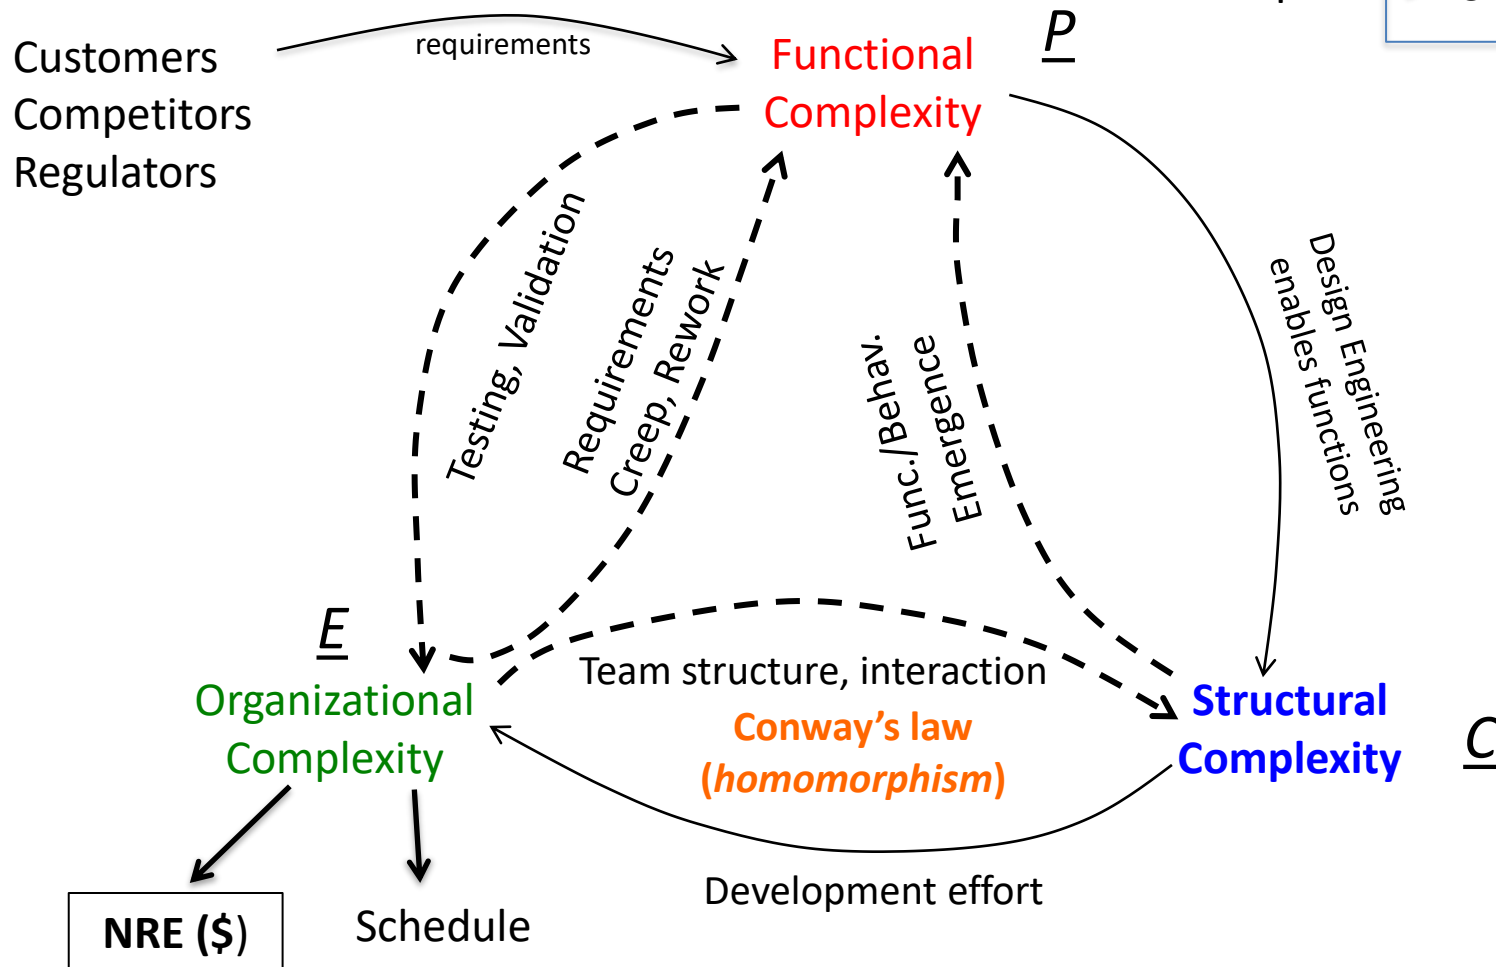 Customers
Competitors
Regulators
requirements
Functional
Complexity
P
Testing, Validation
Requirements
Creep, Rework
Func./Behav.
Emergence
Design Engineering
enables functions
E
Organizational
Complexity
Team structure, interaction
Conway’s law
(homomorphism)
Structural
Complexity
C
Development effort
NRE ($)
Schedule